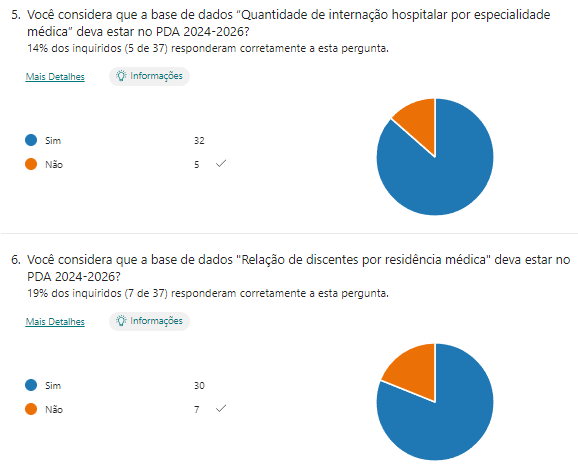 5. Você considera que a base de dados "Quantidade de internação hospitalar por especialidade
médica" deva estar no PDA 2024-2026?
14% dos inquiridos (5 de 37) responderam corretamente a esta pergunta.
Mais Detalhes Informações
Sim 32
Não 5
6. Você considera que a base de dados "Relação de discentes por residência médica" deva estar no
PDA 2024-2026?
19% dos inquiridos (7 de 37) responderam corretamente a esta pergunta.
Mais Detalhes Informações
Sim 30
Não 7